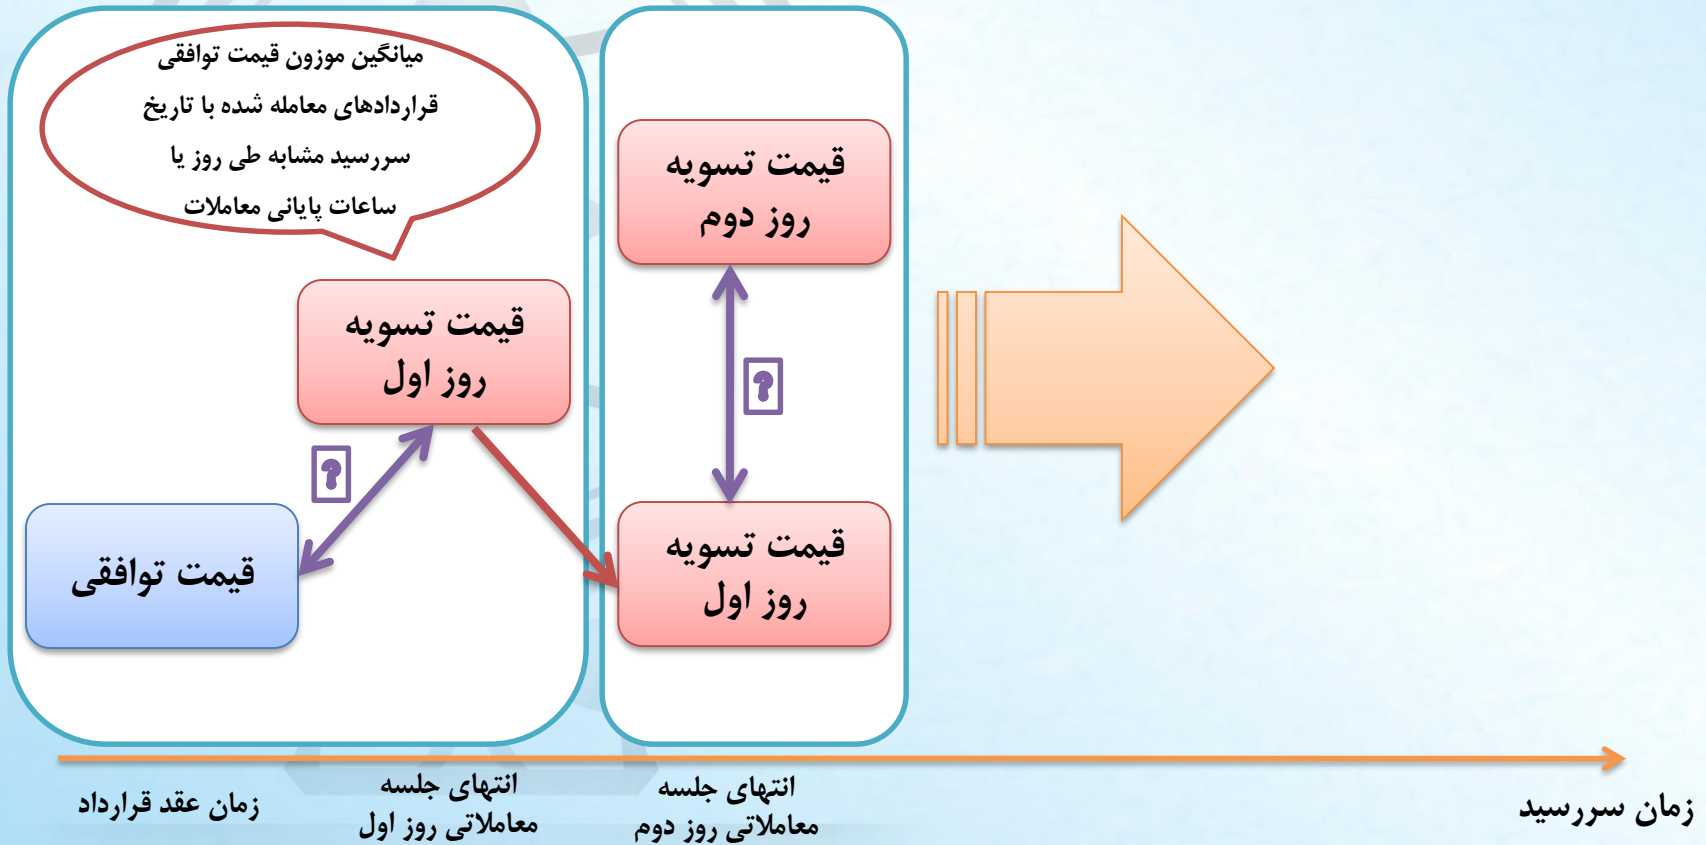 میانگین موزون قیمت توافقی
قراردادهای معامله شده با تاریخ
سررسید مشابه طی روز یا
ساعات پایانی معاملات
قیمت تسویه
روز اول
?
قیمت توافقی
قیمت تسویه
روز دوم
?
قیمت تسویه
روز اول
زمان عقد قرارداد
انتهای جلسه
معاملاتی روز اول
انتهای جلسه
معاملاتی روز دوم
زمان سررسید